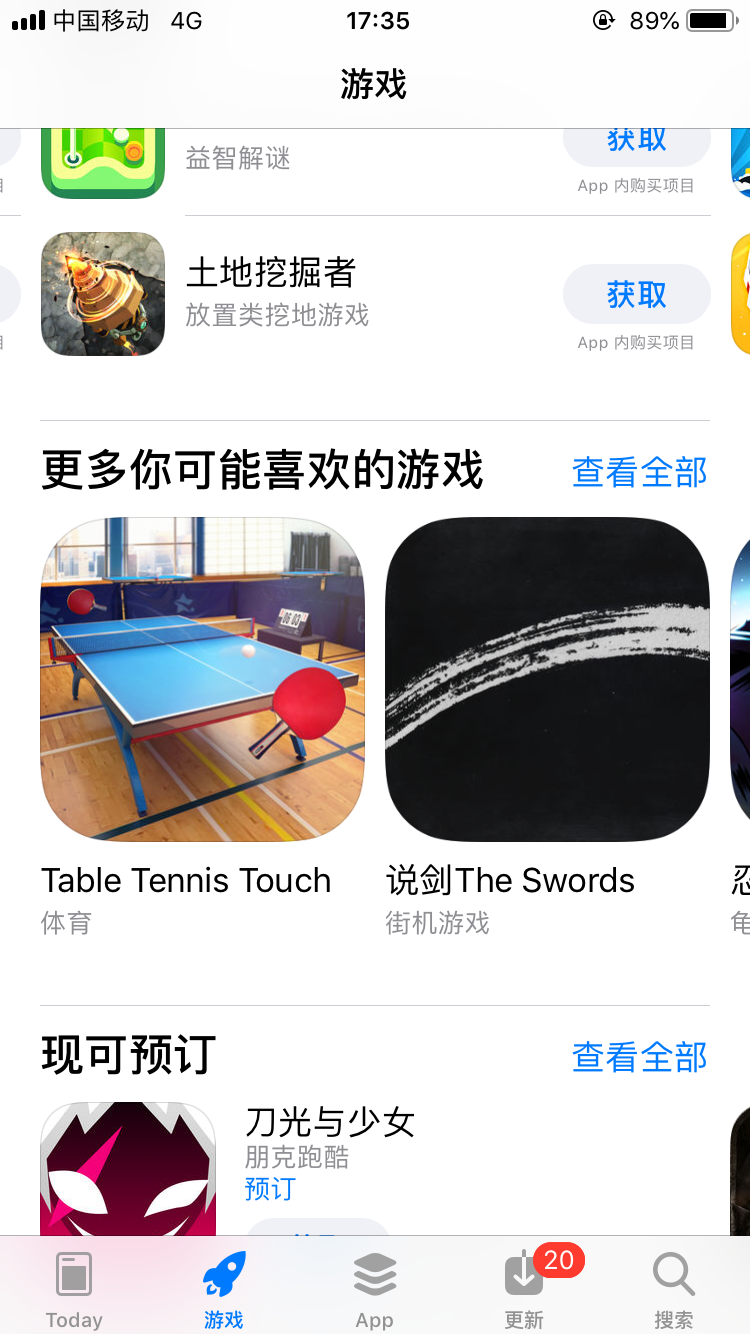 中国移动 4G 17:35 89%
游戏
益智解谜
获取
App 内购买项目
土地挖掘者
放置类挖地游戏
获取
App 内购买项目
更多你可能喜欢的游戏 查看全部
Table Tennis Touch
体育
说剑The Swords
街机游戏
忍
龟
现可预订 查看全部
刀光与少女
朋克跑酷
预订
Today 游戏 App 20 更新 搜索